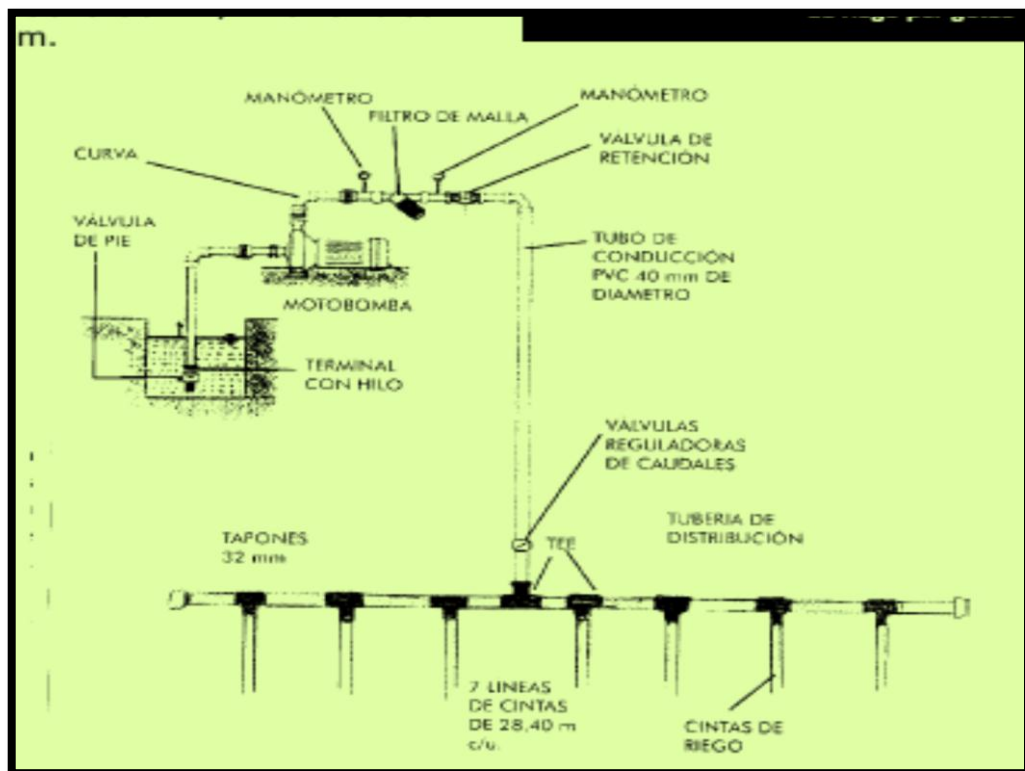 m.
MANÓMETRO
FILTRO DE MALLA
MANÓMETRO
CURVA
VÁLVULA DE
RETENCIÓN
VÁLVULA
DE PIE
TUBO DE
CONDUCCIÓN
PVC 40 mm DE
DIAMETRO
MOTOBOMBA
TERMINAL
CON HILO
VÁLVULAS
REGULADORAS
DE CAUDALES
TAPONES
32 mm
TEE
TUBERIA DE
DISTRIBUCIÓN
7 LINEAS
DE CINTAS
DE 28,40 m
c/u.
CINTAS DE
RIEGO